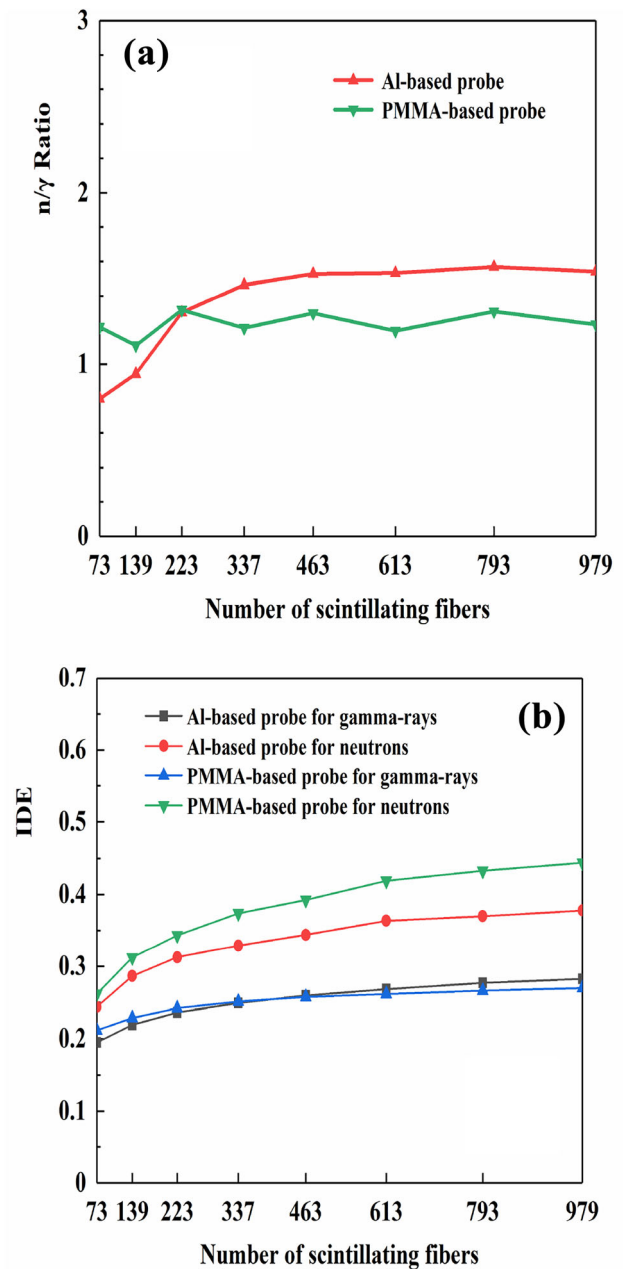 (a)
Al-based probe
PMMA-based probe
n/γ Ratio
3
2
1
0
73 139 223 337 463 613 793 979
Number of scintillating fibers
(b)
Al-based probe for gamma-rays
Al-based probe for neutrons
PMMA-based probe for gamma-rays
PMMA-based probe for neutrons
IDE
0.7
0.6
0.5
0.4
0.3
0.2
0.1
0
73 139 223 337 463 613 793 979
Number of scintillating fibers